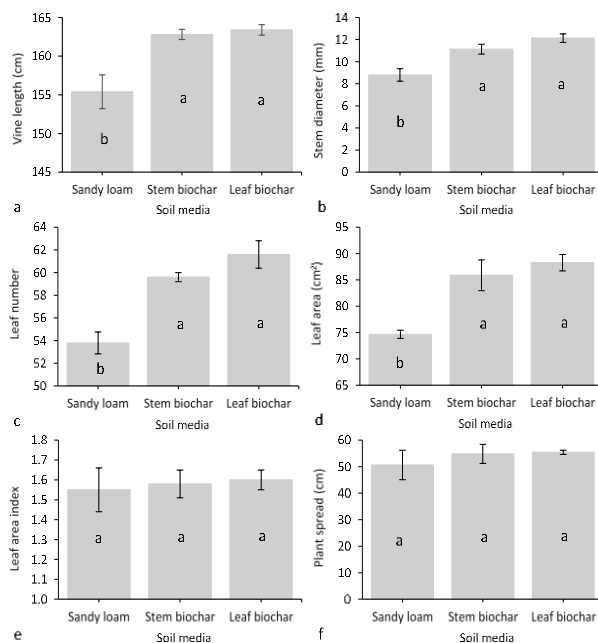 Vine length (cm)
165
160
155
150
145
b
a
a
Sandy loam Stem biochar Leaf biochar
Soil media
a
Stem diameter (mm)
14
12
10
8
6
4
2
0
b
a
a
Sandy loam Stem biochar Leaf biochar
Soil media
b
Leaf number
64
62
60
58
56
54
52
50
b
a
a
Sandy loam Stem biochar Leaf biochar
Soil media
c
Leaf area (cm²)
95
90
85
80
75
70
65
b
a
a
Sandy loam Stem biochar Leaf biochar
Soil media
d
Leaf area index
1.8
1.7
1.6
1.5
1.4
1.3
1.2
1.1
1.0
a
a
a
Sandy loam Stem biochar Leaf biochar
Soil media
e
Plant spread (cm)
60
50
40
30
20
10
0
a
a
a
Sandy loam Stem biochar Leaf biochar
Soil media
f